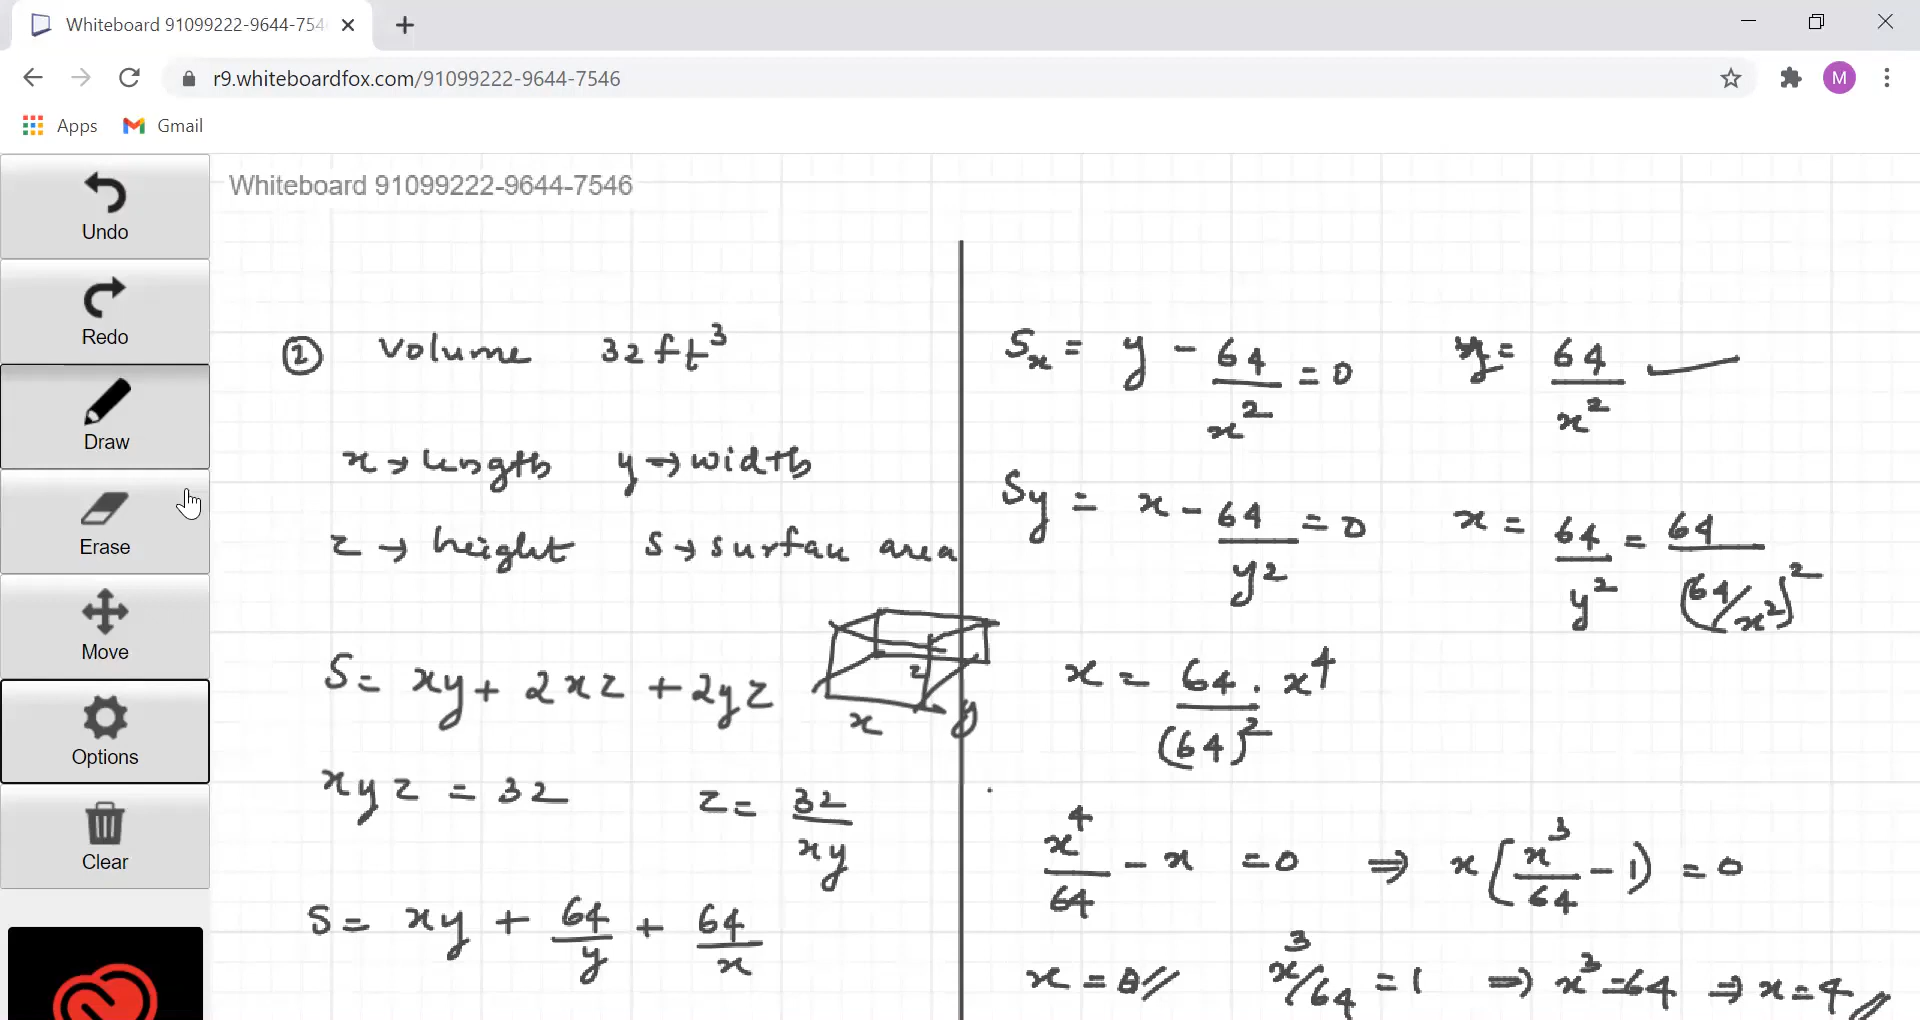 Whiteboard 91099222-9644-754
r9.whiteboardfox.com/91099222-9644-7546
M
Apps Gmail
Undo
Redo
Draw
Erase
Move
Options
Clear
Whiteboard 91099222-9644-7546
② Volume 32 ft³
x → length y → width
z → height S → surface area
S = xy + 2xz + 2yz
z
x y
xyz = 32 z = 32/xy
S = xy + 64/y + 64/x
Sx = y - 64/x² = 0 y = 64/x²
Sy = x - 64/y² = 0 x = 64/y² = 64/(64/x²)²
x = 64/(64)² . x⁴
x⁴/64 - x = 0 ⇒ x(x³/64 - 1) = 0
x = 0 x³/64 = 1 ⇒ x³ = 64 ⇒ x = 4